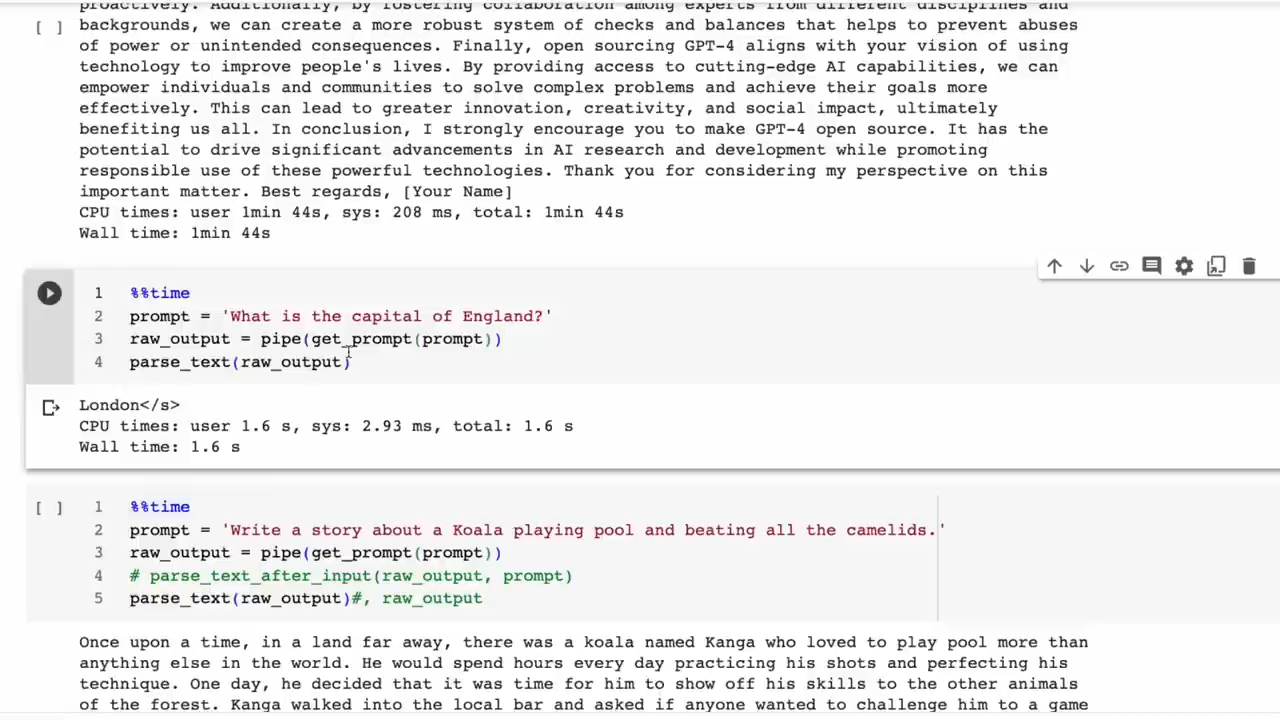 proactively. Additionally, by fostering collaboration among experts from different disciplines and
[ ] backgrounds, we can create a more robust system of checks and balances that helps to prevent abuses
of power or unintended consequences. Finally, open sourcing GPT-4 aligns with your vision of using
technology to improve people's lives. By providing access to cutting-edge AI capabilities, we can
empower individuals and communities to solve complex problems and achieve their goals more
effectively. This can lead to greater innovation, creativity, and social impact, ultimately
benefiting us all. In conclusion, I strongly encourage you to make GPT-4 open source. It has the
potential to drive significant advancements in AI research and development while promoting
responsible use of these powerful technologies. Thank you for considering my perspective on this
important matter. Best regards, [Your Name]
CPU times: user 1min 44s, sys: 208 ms, total: 1min 44s
Wall time: 1min 44s
1 %%time
2 prompt = 'What is the capital of England?'
3 raw_output = pipe(get_prompt(prompt))
4 parse_text(raw_output)
London</s>
CPU times: user 1.6 s, sys: 2.93 ms, total: 1.6 s
Wall time: 1.6 s
[ ] 1 %%time
2 prompt = 'Write a story about a Koala playing pool and beating all the camelids.'
3 raw_output = pipe(get_prompt(prompt))
4 # parse_text_after_input(raw_output, prompt)
5 parse_text(raw_output)#, raw_output
Once upon a time, in a land far away, there was a koala named Kanga who loved to play pool more than
anything else in the world. He would spend hours every day practicing his shots and perfecting his
technique. One day, he decided that it was time for him to show off his skills to the other animals
of the forest. Kanga walked into the local bar and asked if anyone wanted to challenge him to a game